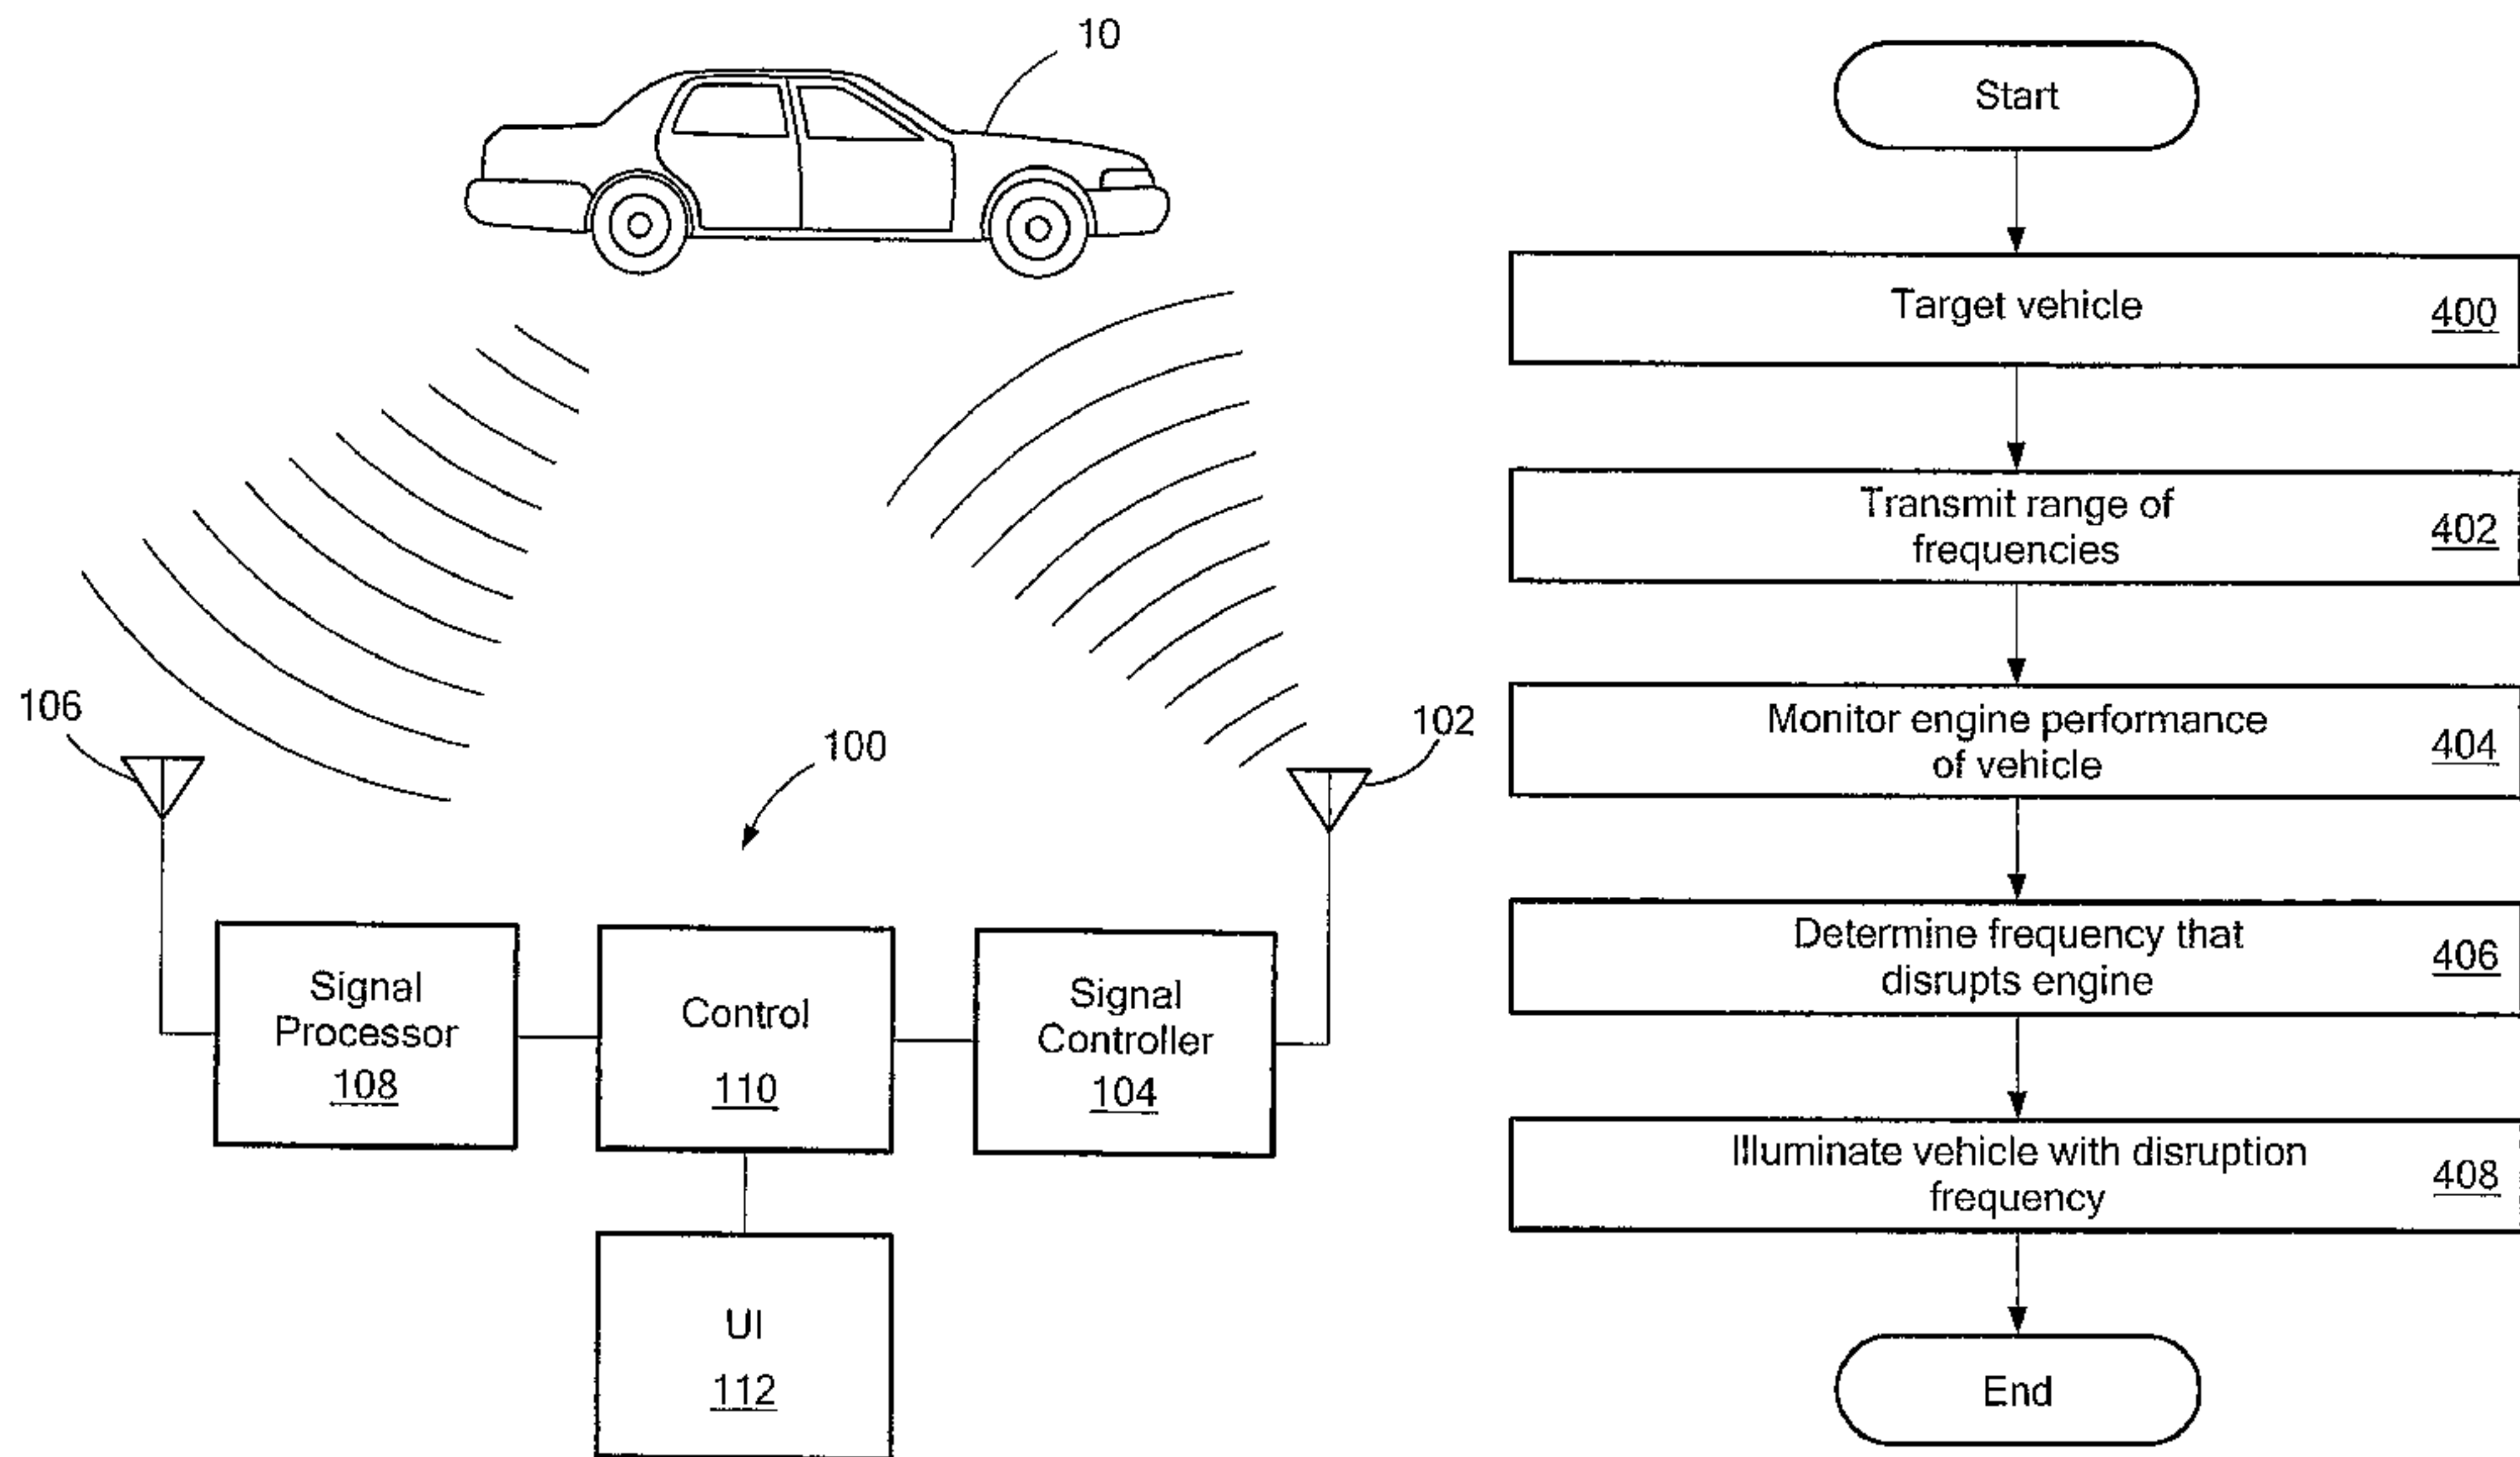 10
106
100
102
Signal
Processor
108
Control
110
Signal
Controller
104
UI
112
Start
Target vehicle
400
Transmit range of
frequencies
402
Monitor engine performance
of vehicle
404
Determine frequency that
disrupts engine
406
Illuminate vehicle with disruption
frequency
408
End